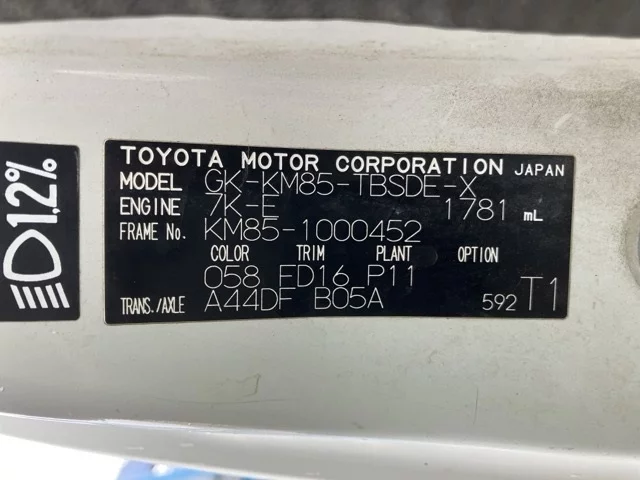 1.2%
TOYOTA MOTOR CORPORATION JAPAN
MODEL GK-KM85-TBSDE-X
ENGINE 7K-E 1781 mL
FRAME No. KM85-1000452
COLOR TRIM PLANT OPTION
058 FD16 P11
TRANS./AXLE A44DF B05A 592 T1